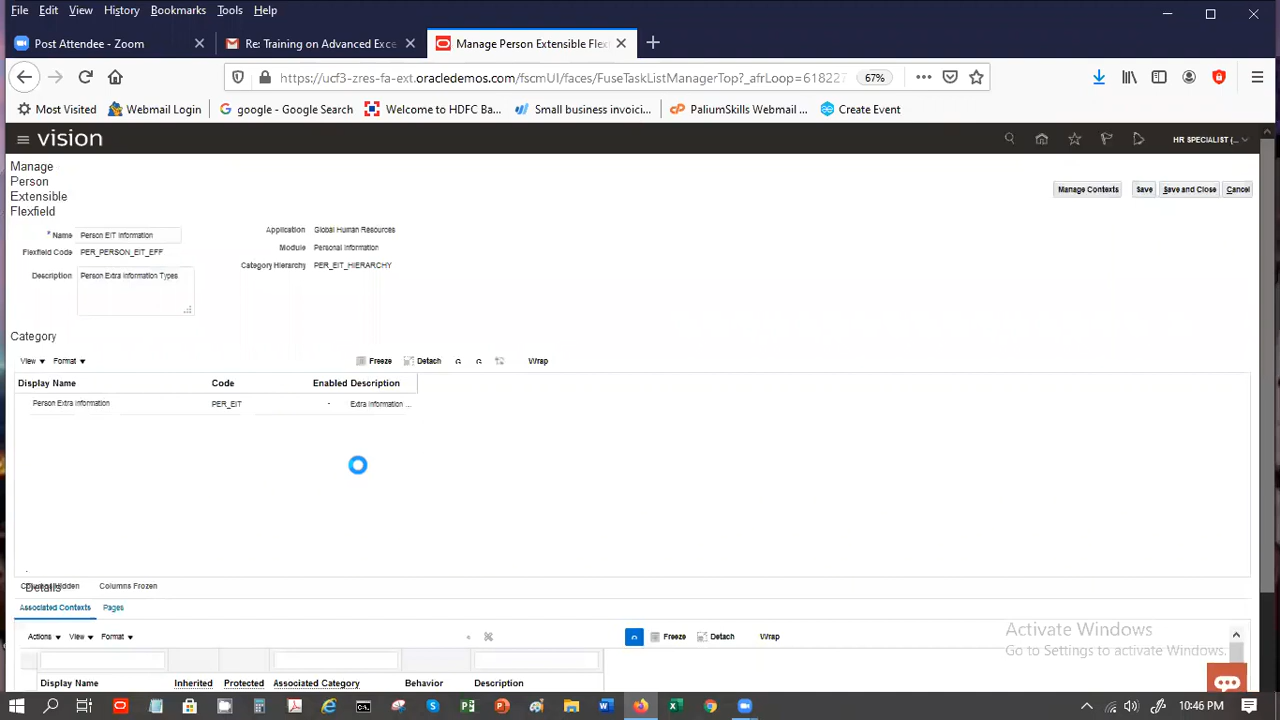 File Edit View History Bookmarks Tools Help
Post Attendee - Zoom
Re: Training on Advanced Exce
Manage Person Extensible Flexf
https://ucf3-zres-fa-ext.oracledemos.com/fscmUI/faces/FuseTaskListManagerTop?_afrLoop=618227
67%
Most Visited
Webmail Login
google - Google Search
Welcome to HDFC Ba...
Small business invoici...
PaliumSkills Webmail ...
Create Event
vision
HR SPECIALIST (...
Manage
Person
Extensible
Flexfield
Manage Contexts
Save
Save and Close
Cancel
* Name Person EIT Information
Application Global Human Resources
Flexfield Code PER_PERSON_EIT_EFF
Module Personal Information
Category Hierarchy PER_EIT_HIERARCHY
Description Person Extra Information Types
Category
View Format Freeze Detach Wrap
Display Name Code Enabled Description
Person Extra Information PER_EIT Extra Information ...
Columns Hidden Columns Frozen
Details
Associated Contexts Pages
Actions View Format Freeze Detach Wrap
Display Name Inherited Protected Associated Category Behavior Description
Activate Windows
Go to Settings to activate Windows.
10:46 AM